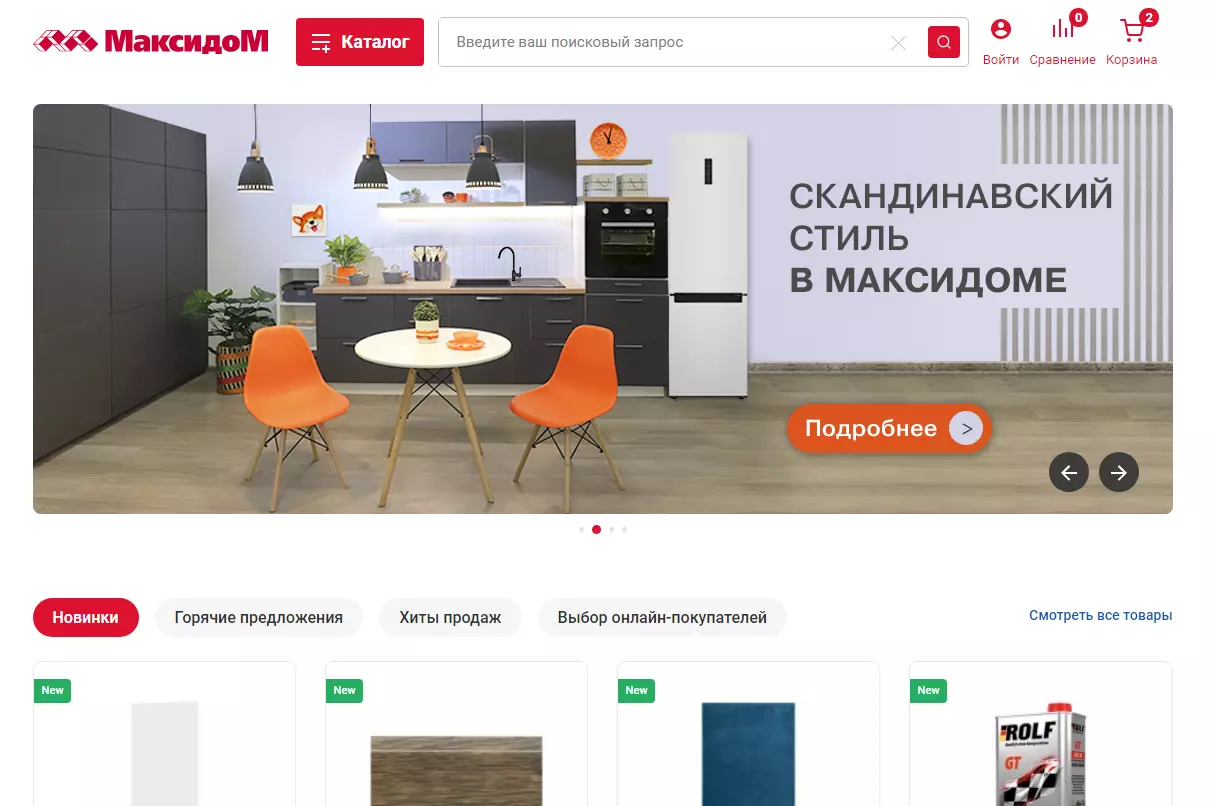 МаксидоМ
Каталог
Введите ваш поисковый запрос
0
2
Войти
Сравнение
Корзина
СКАНДИНАВСКИЙ
СТИЛЬ
В МАКСИДОМЕ
Подробнее >
Новинки
Горячие предложения
Хиты продаж
Выбор онлайн-покупателей
Смотреть все товары
New
New
New
New
ROLF
GT